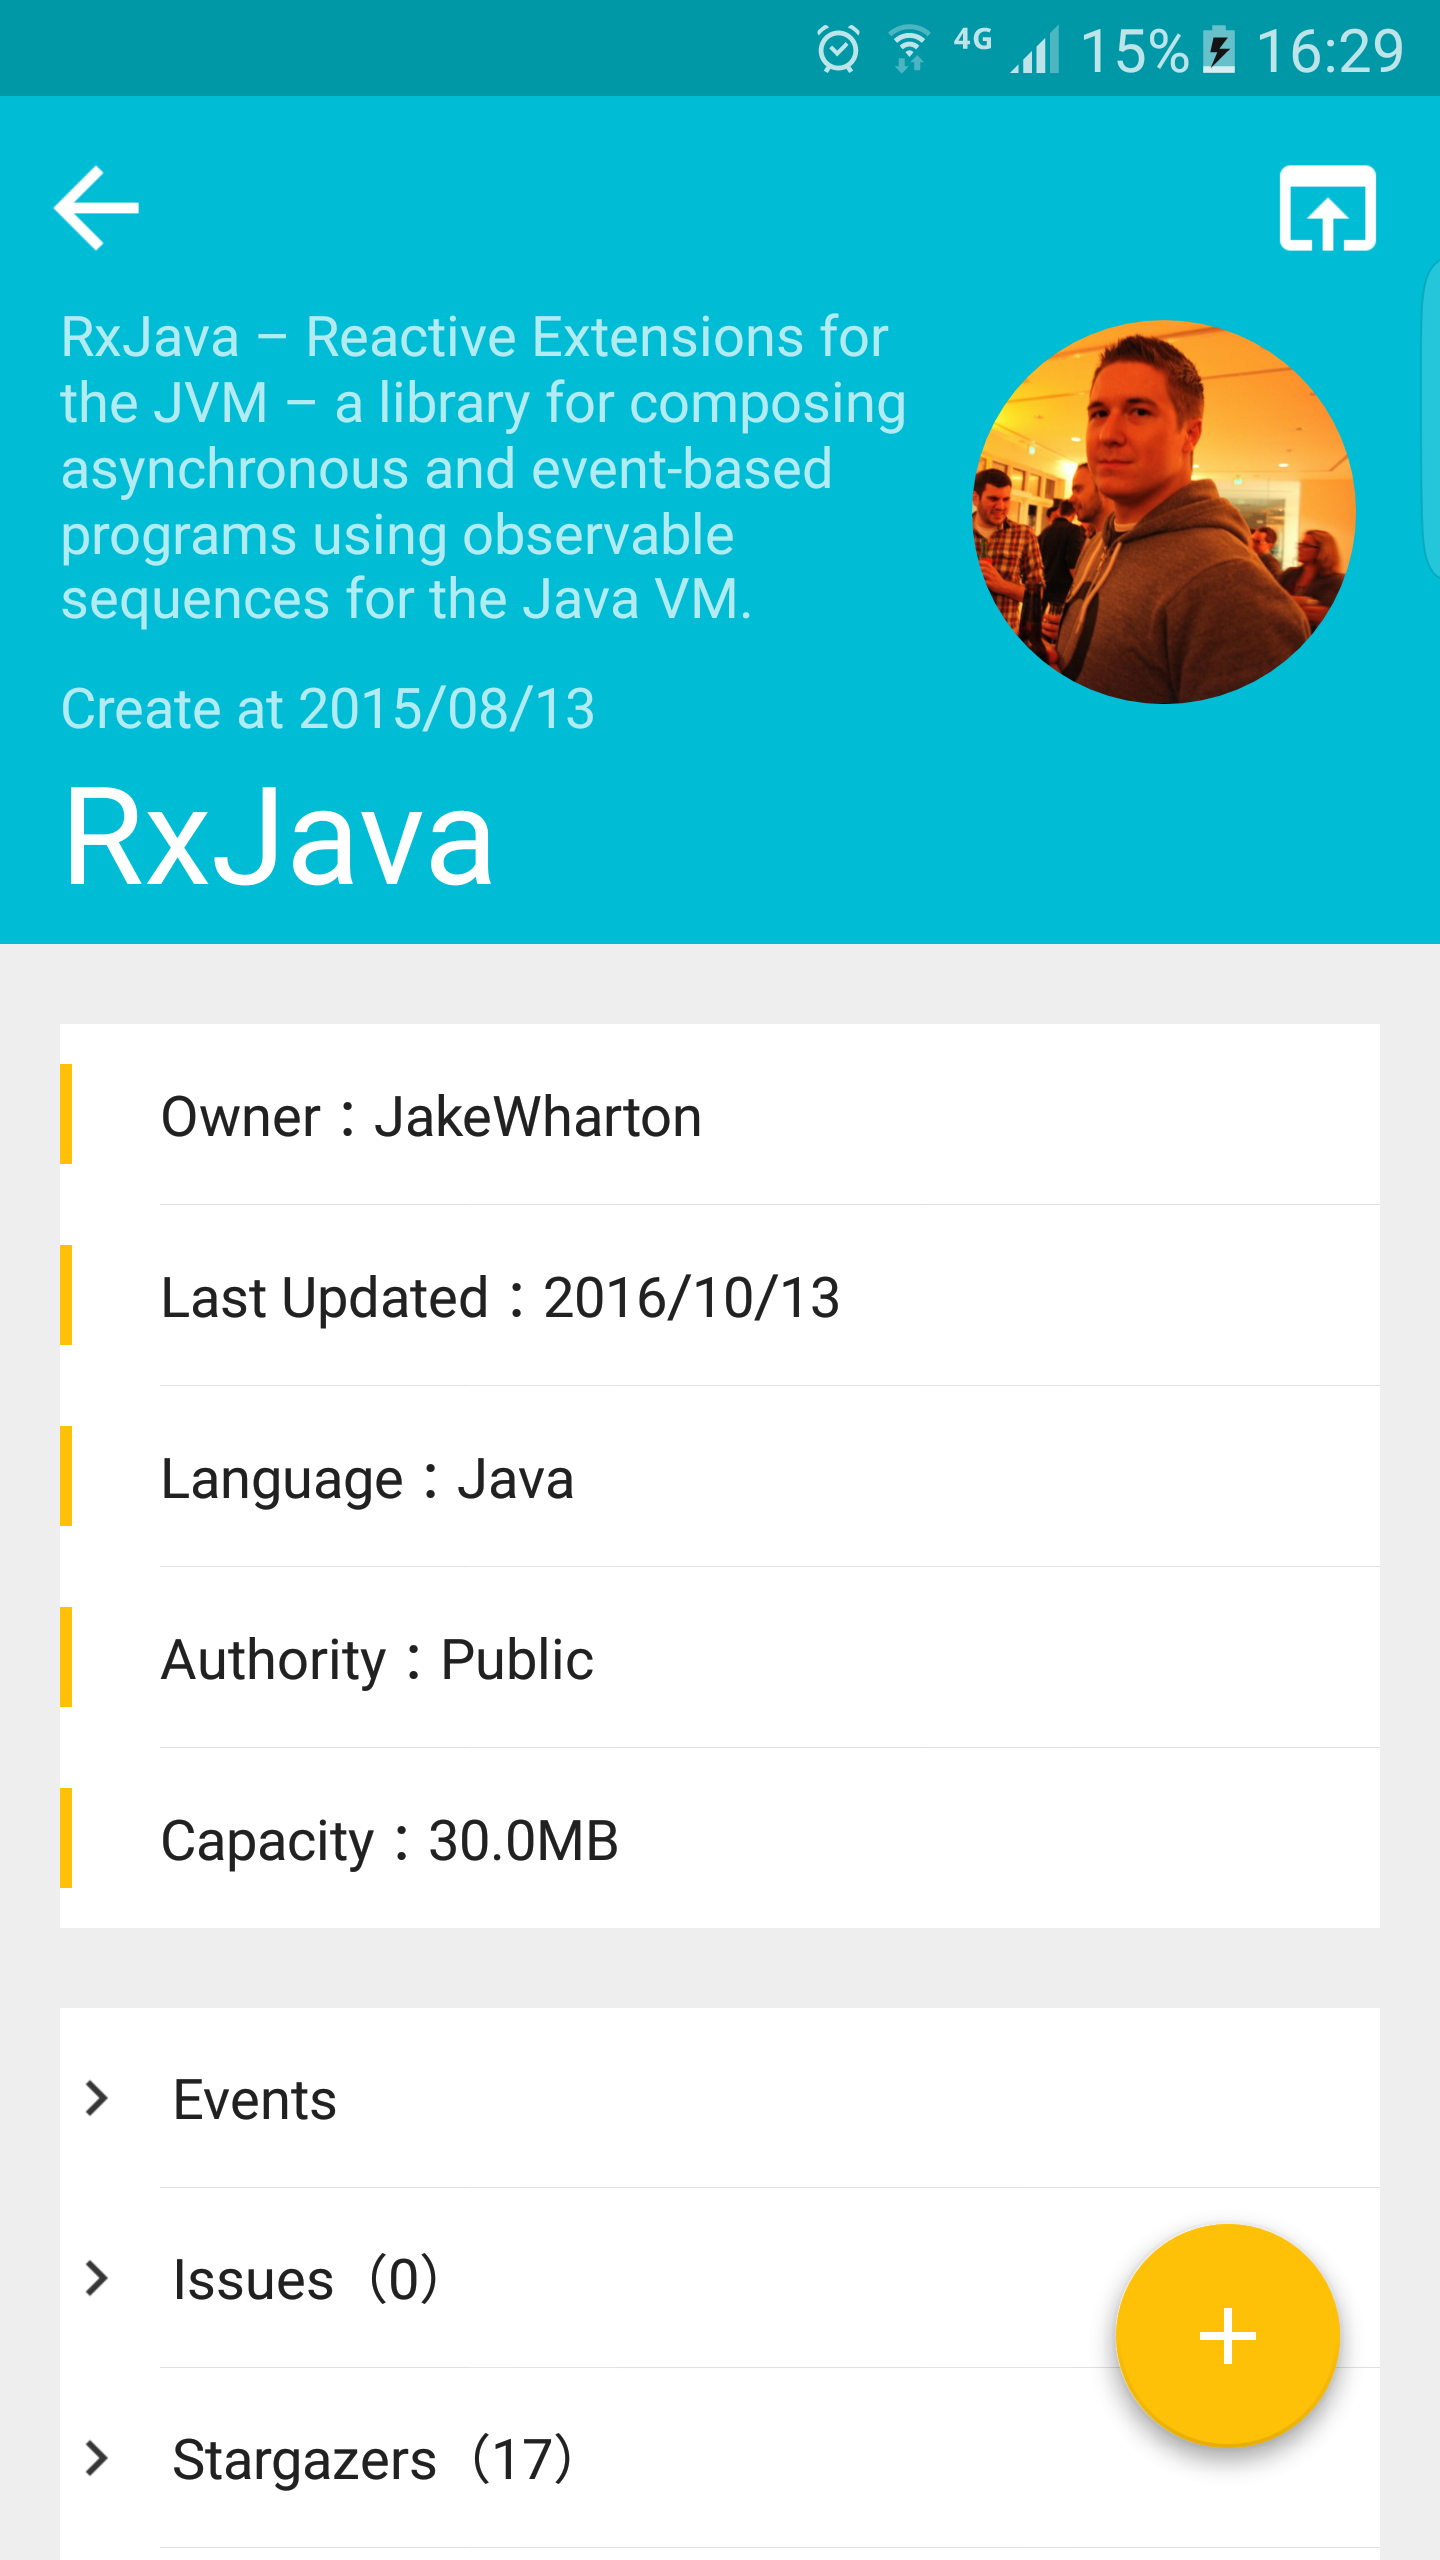 4G 15% 16:29
RxJava – Reactive Extensions for
the JVM – a library for composing
asynchronous and event-based
programs using observable
sequences for the Java VM.
Create at 2015/08/13
RxJava
Owner：JakeWharton
Last Updated：2016/10/13
Language：Java
Authority：Public
Capacity：30.0MB
Events
Issues（0）
Stargazers（17）